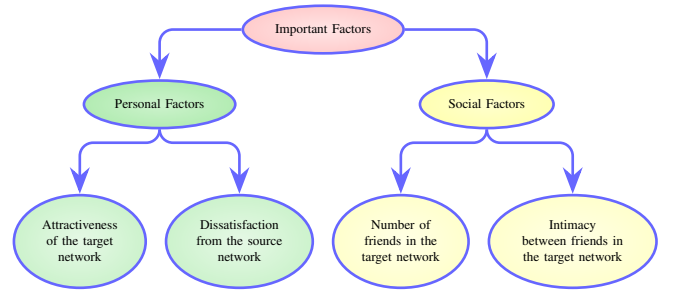 Important Factors
Personal Factors
Social Factors
Attractiveness
of the target
network
Dissatisfaction
from the source
network
Number of
friends in the
target network
Intimacy
between friends in
the target network